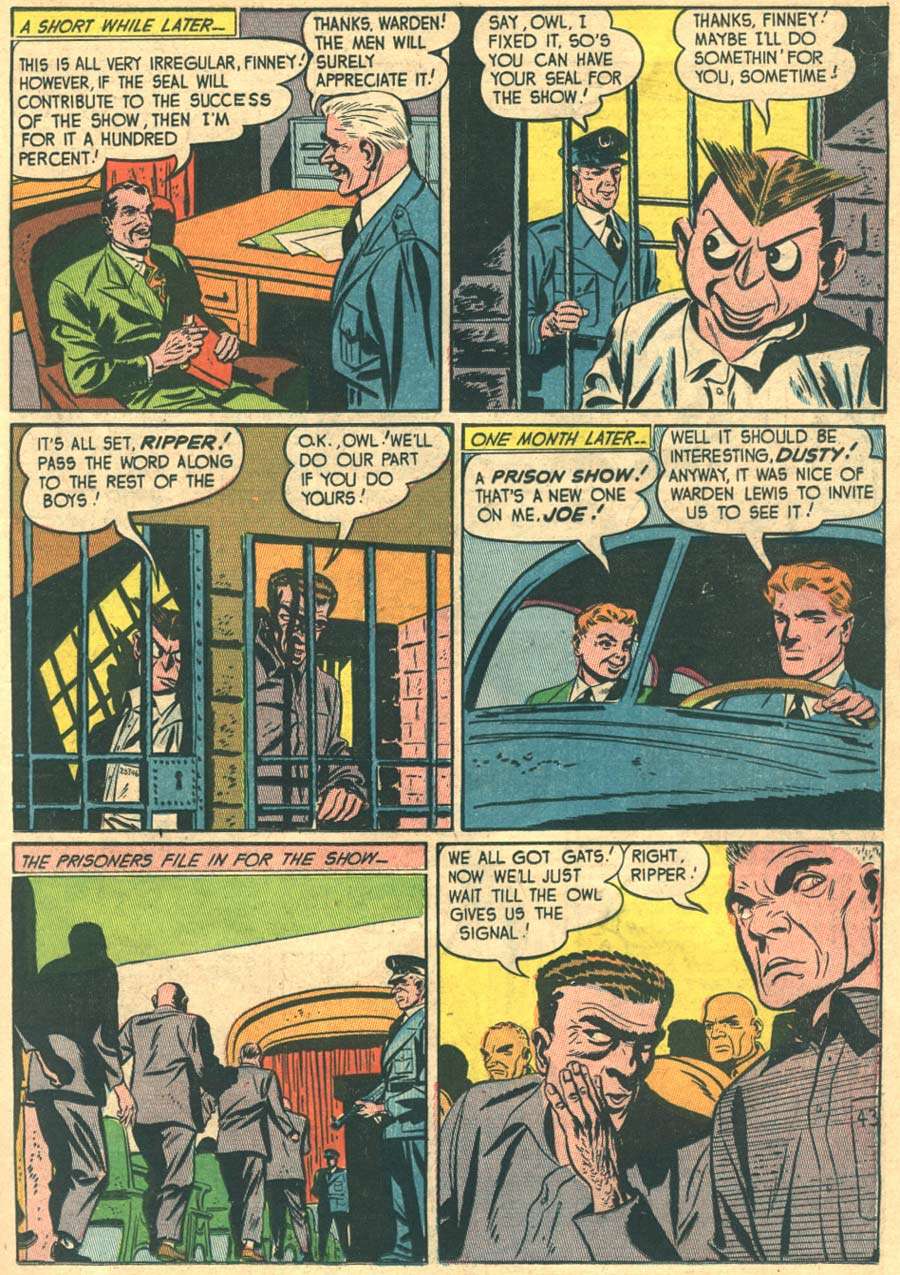 A SHORT WHILE LATER--
THIS IS ALL VERY IRREGULAR, FINNEY!
HOWEVER, IF THE SEAL WILL
CONTRIBUTE TO THE SUCCESS
OF THE SHOW, THEN I'M
FOR IT A HUNDRED
PERCENT!
THANKS, WARDEN!
THE MEN WILL
SURELY
APPRECIATE IT!
SAY, OWL, I
FIXED IT, SO'S
YOU CAN HAVE
YOUR SEAL FOR
THE SHOW!
THANKS, FINNEY!
MAYBE I'LL DO
SOMETHIN' FOR
YOU, SOMETIME!
IT'S ALL SET, RIPPER!
PASS THE WORD ALONG
TO THE REST OF THE
BOYS!
O.K., OWL! WE'LL
DO OUR PART
IF YOU DO
YOURS!
ONE MONTH LATER--
A PRISON SHOW!
THAT'S A NEW ONE
ON ME, JOE!
WELL IT SHOULD BE
INTERESTING, DUSTY!
ANYWAY, IT WAS NICE OF
WARDEN LEWIS TO INVITE
US TO SEE IT!
THE PRISONERS FILE IN FOR THE SHOW--
WE ALL GOT GATS!
NOW WE'LL JUST
WAIT TILL THE OWL
GIVES US THE
SIGNAL!
RIGHT,
RIPPER!
43